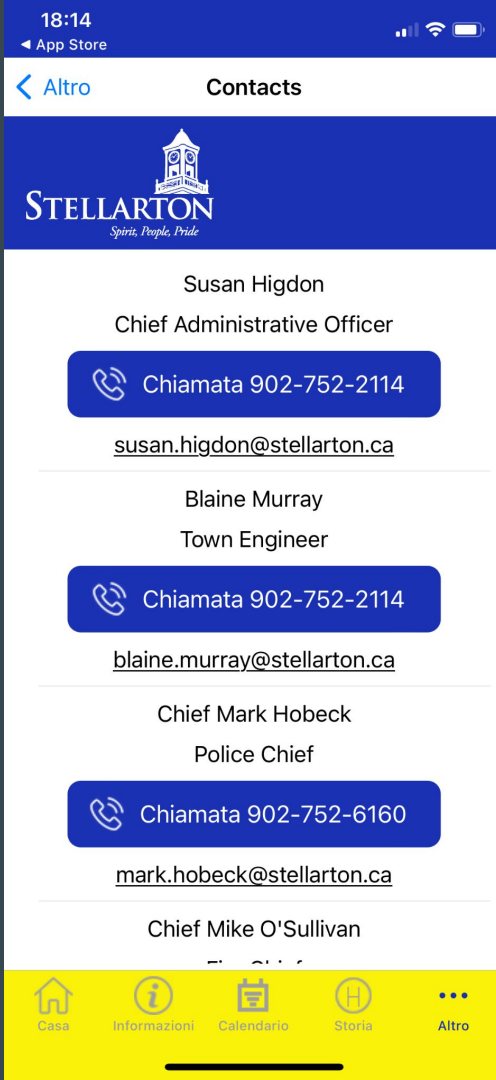 18:14
◀ App Store
Altro
Contacts
STELLARTON
Spirit, People, Pride
Susan Higdon
Chief Administrative Officer
Chiamata 902-752-2114
susan.higdon@stellarton.ca
Blaine Murray
Town Engineer
Chiamata 902-752-2114
blaine.murray@stellarton.ca
Chief Mark Hobeck
Police Chief
Chiamata 902-752-6160
mark.hobeck@stellarton.ca
Chief Mike O'Sullivan
Casa
Informazioni
Calendario
Storia
Altro